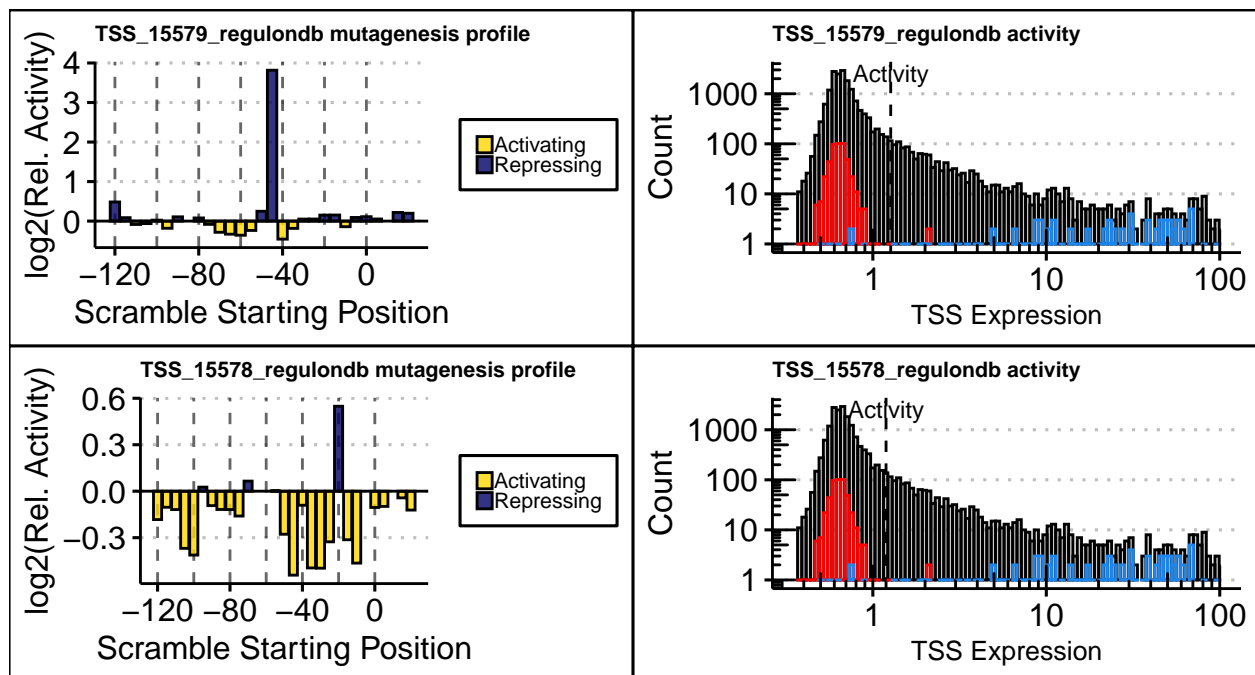 TSS_15579_regulondb mutagenesis profile
log2(Rel. Activity)
4
3
2
1
0
−120
−80
−40
0
Scramble Starting Position
Activating
Repressing
TSS_15579_regulondb activity
Activity
Count
1000
100
10
1
1
10
100
TSS Expression
TSS_15578_regulondb mutagenesis profile
log2(Rel. Activity)
0.6
0.3
0.0
−0.3
−120
−80
−40
0
Scramble Starting Position
Activating
Repressing
TSS_15578_regulondb activity
Activity
Count
1000
100
10
1
1
10
100
TSS Expression